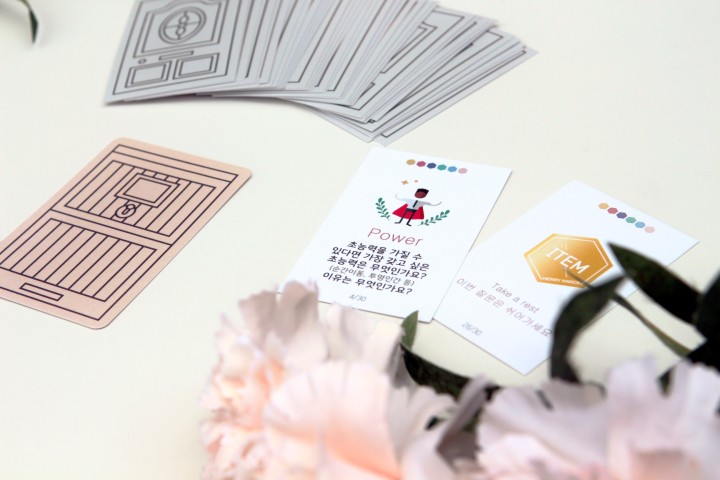 Power
초능력을 가질 수
있다면 가장 갖고 싶은
초능력은 무엇인가요?
(순간이동, 투명인간 등)
이유는 무엇인가요?
4/30
ITEM
Take a rest
이번 질문은 쉬어가세요
26/30